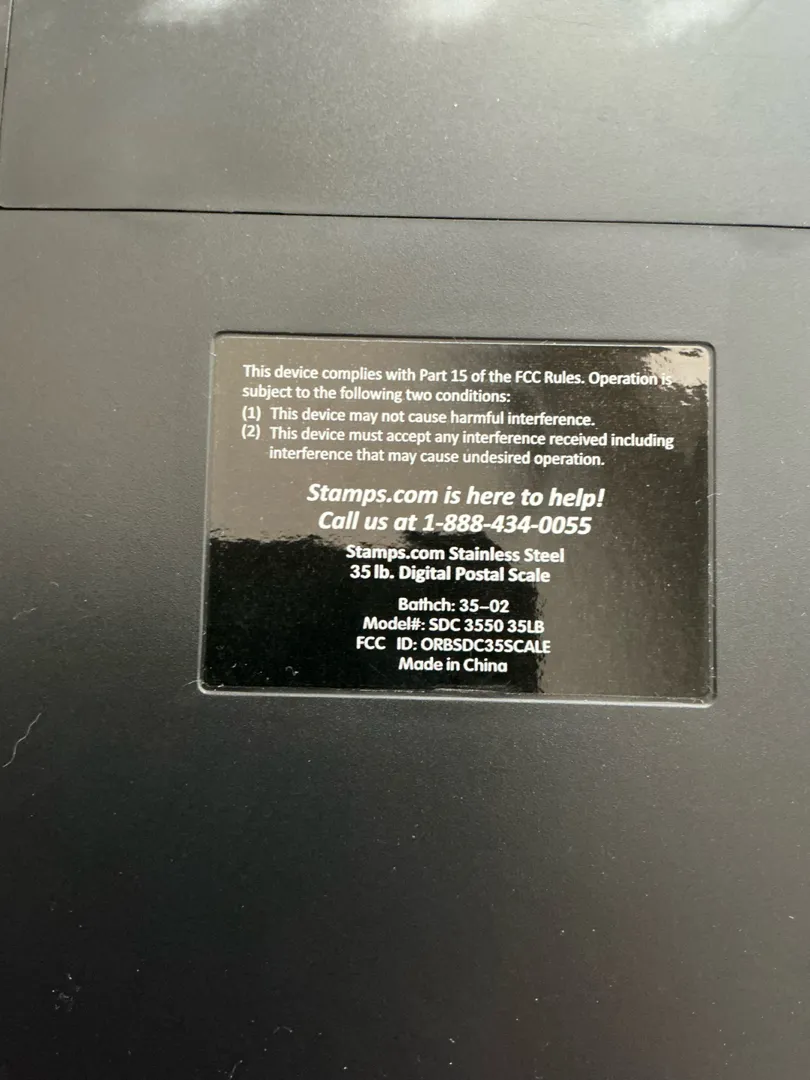 This device complies with Part 15 of the FCC Rules. Operation is
subject to the following two conditions:
(1) This device may not cause harmful interference.
(2) This device must accept any interference received including
interference that may cause undesired operation.
Stamps.com is here to help!
Call us at 1-888-434-0055
Stamps.com Stainless Steel
35 lb. Digital Postal Scale
Bathch: 35–02
Model#: SDC 3550 35LB
FCC ID: ORBSDC35SCALE
Made in China